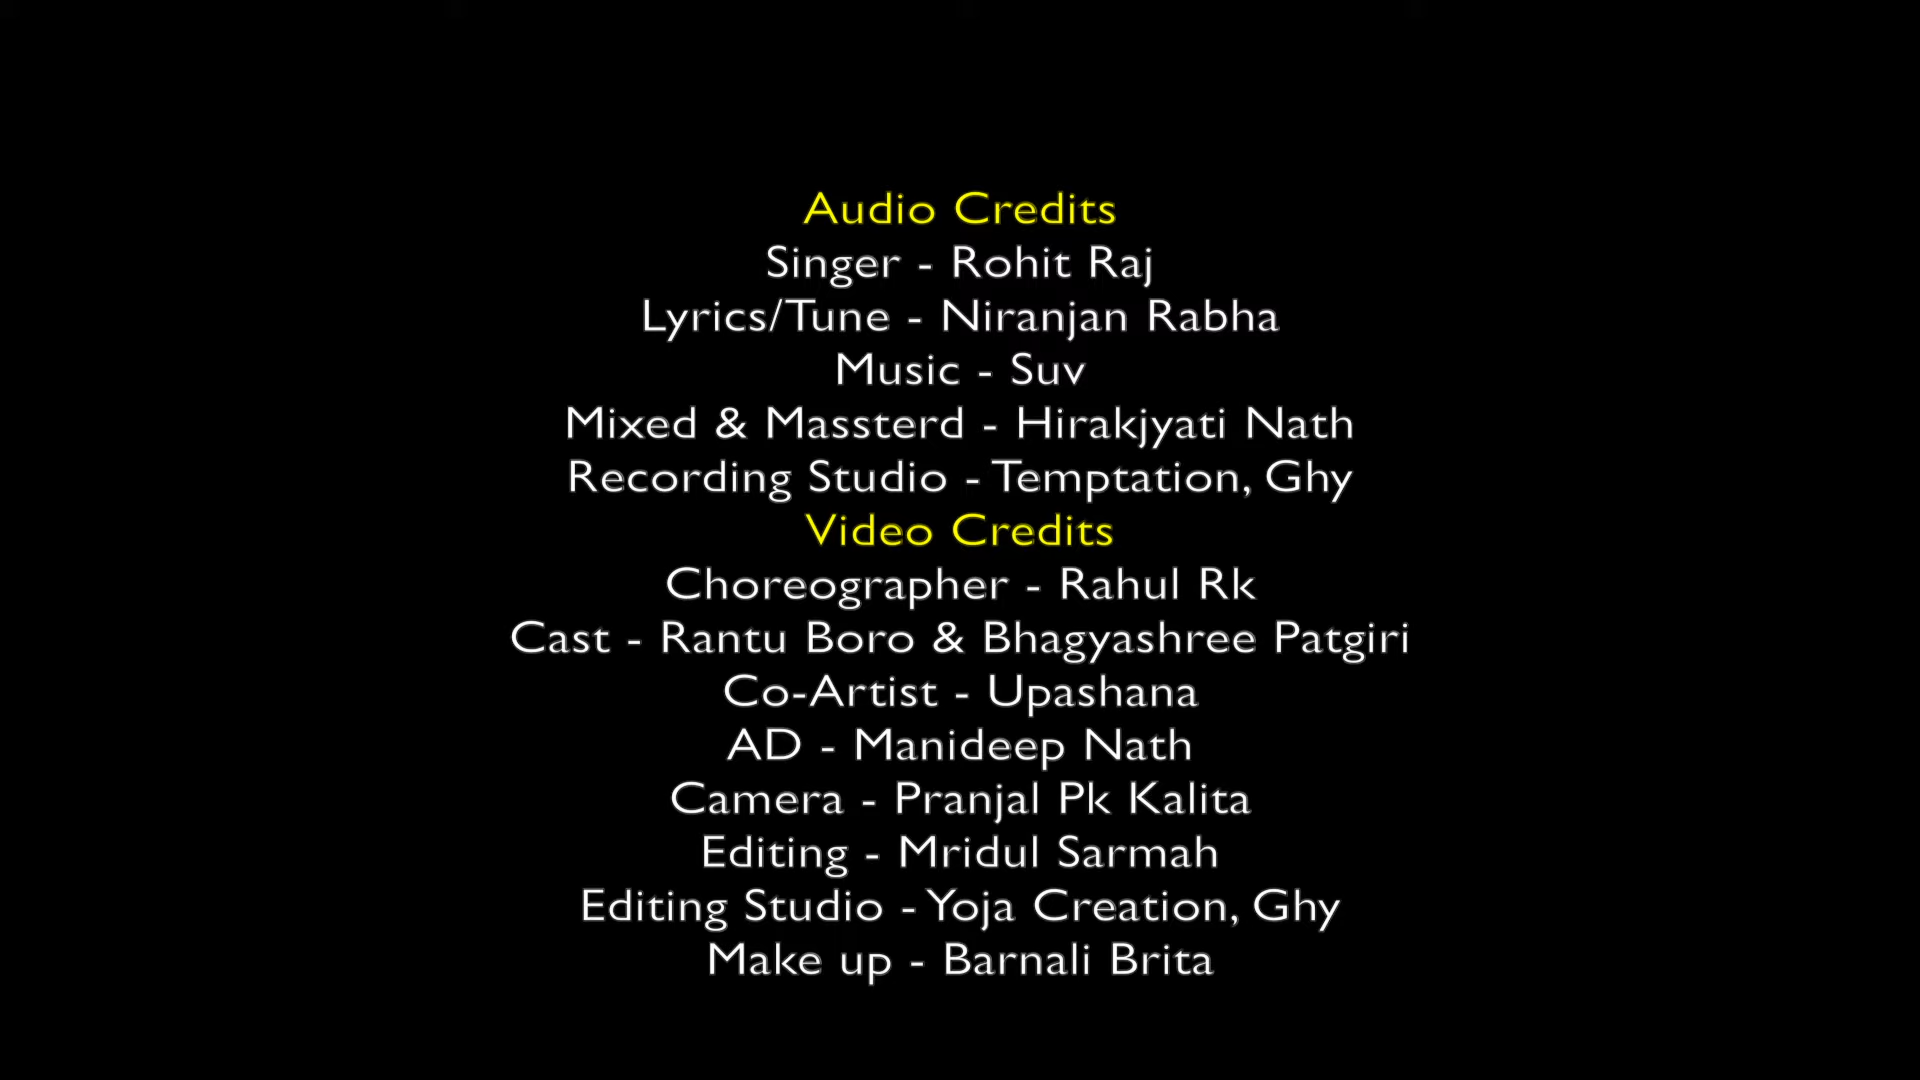 Audio Credits
Singer - Rohit Raj
Lyrics/Tune - Niranjan Rabha
Music - Suv
Mixed & Massterd - Hirakjyati Nath
Recording Studio - Temptation, Ghy
Video Credits
Choreographer - Rahul Rk
Cast - Rantu Boro & Bhagyashree Patgiri
Co-Artist - Upashana
AD - Manideep Nath
Camera - Pranjal Pk Kalita
Editing - Mridul Sarmah
Editing Studio - Yoja Creation, Ghy
Make up - Barnali Brita